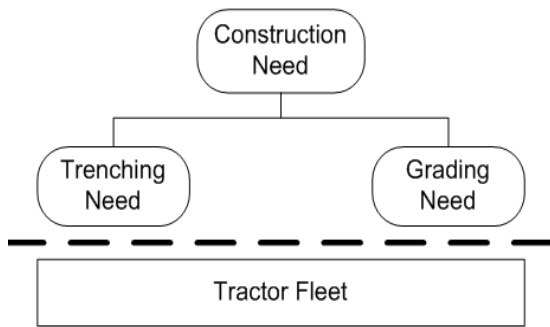 Construction
Need
Trenching
Need
Grading
Need
Tractor Fleet